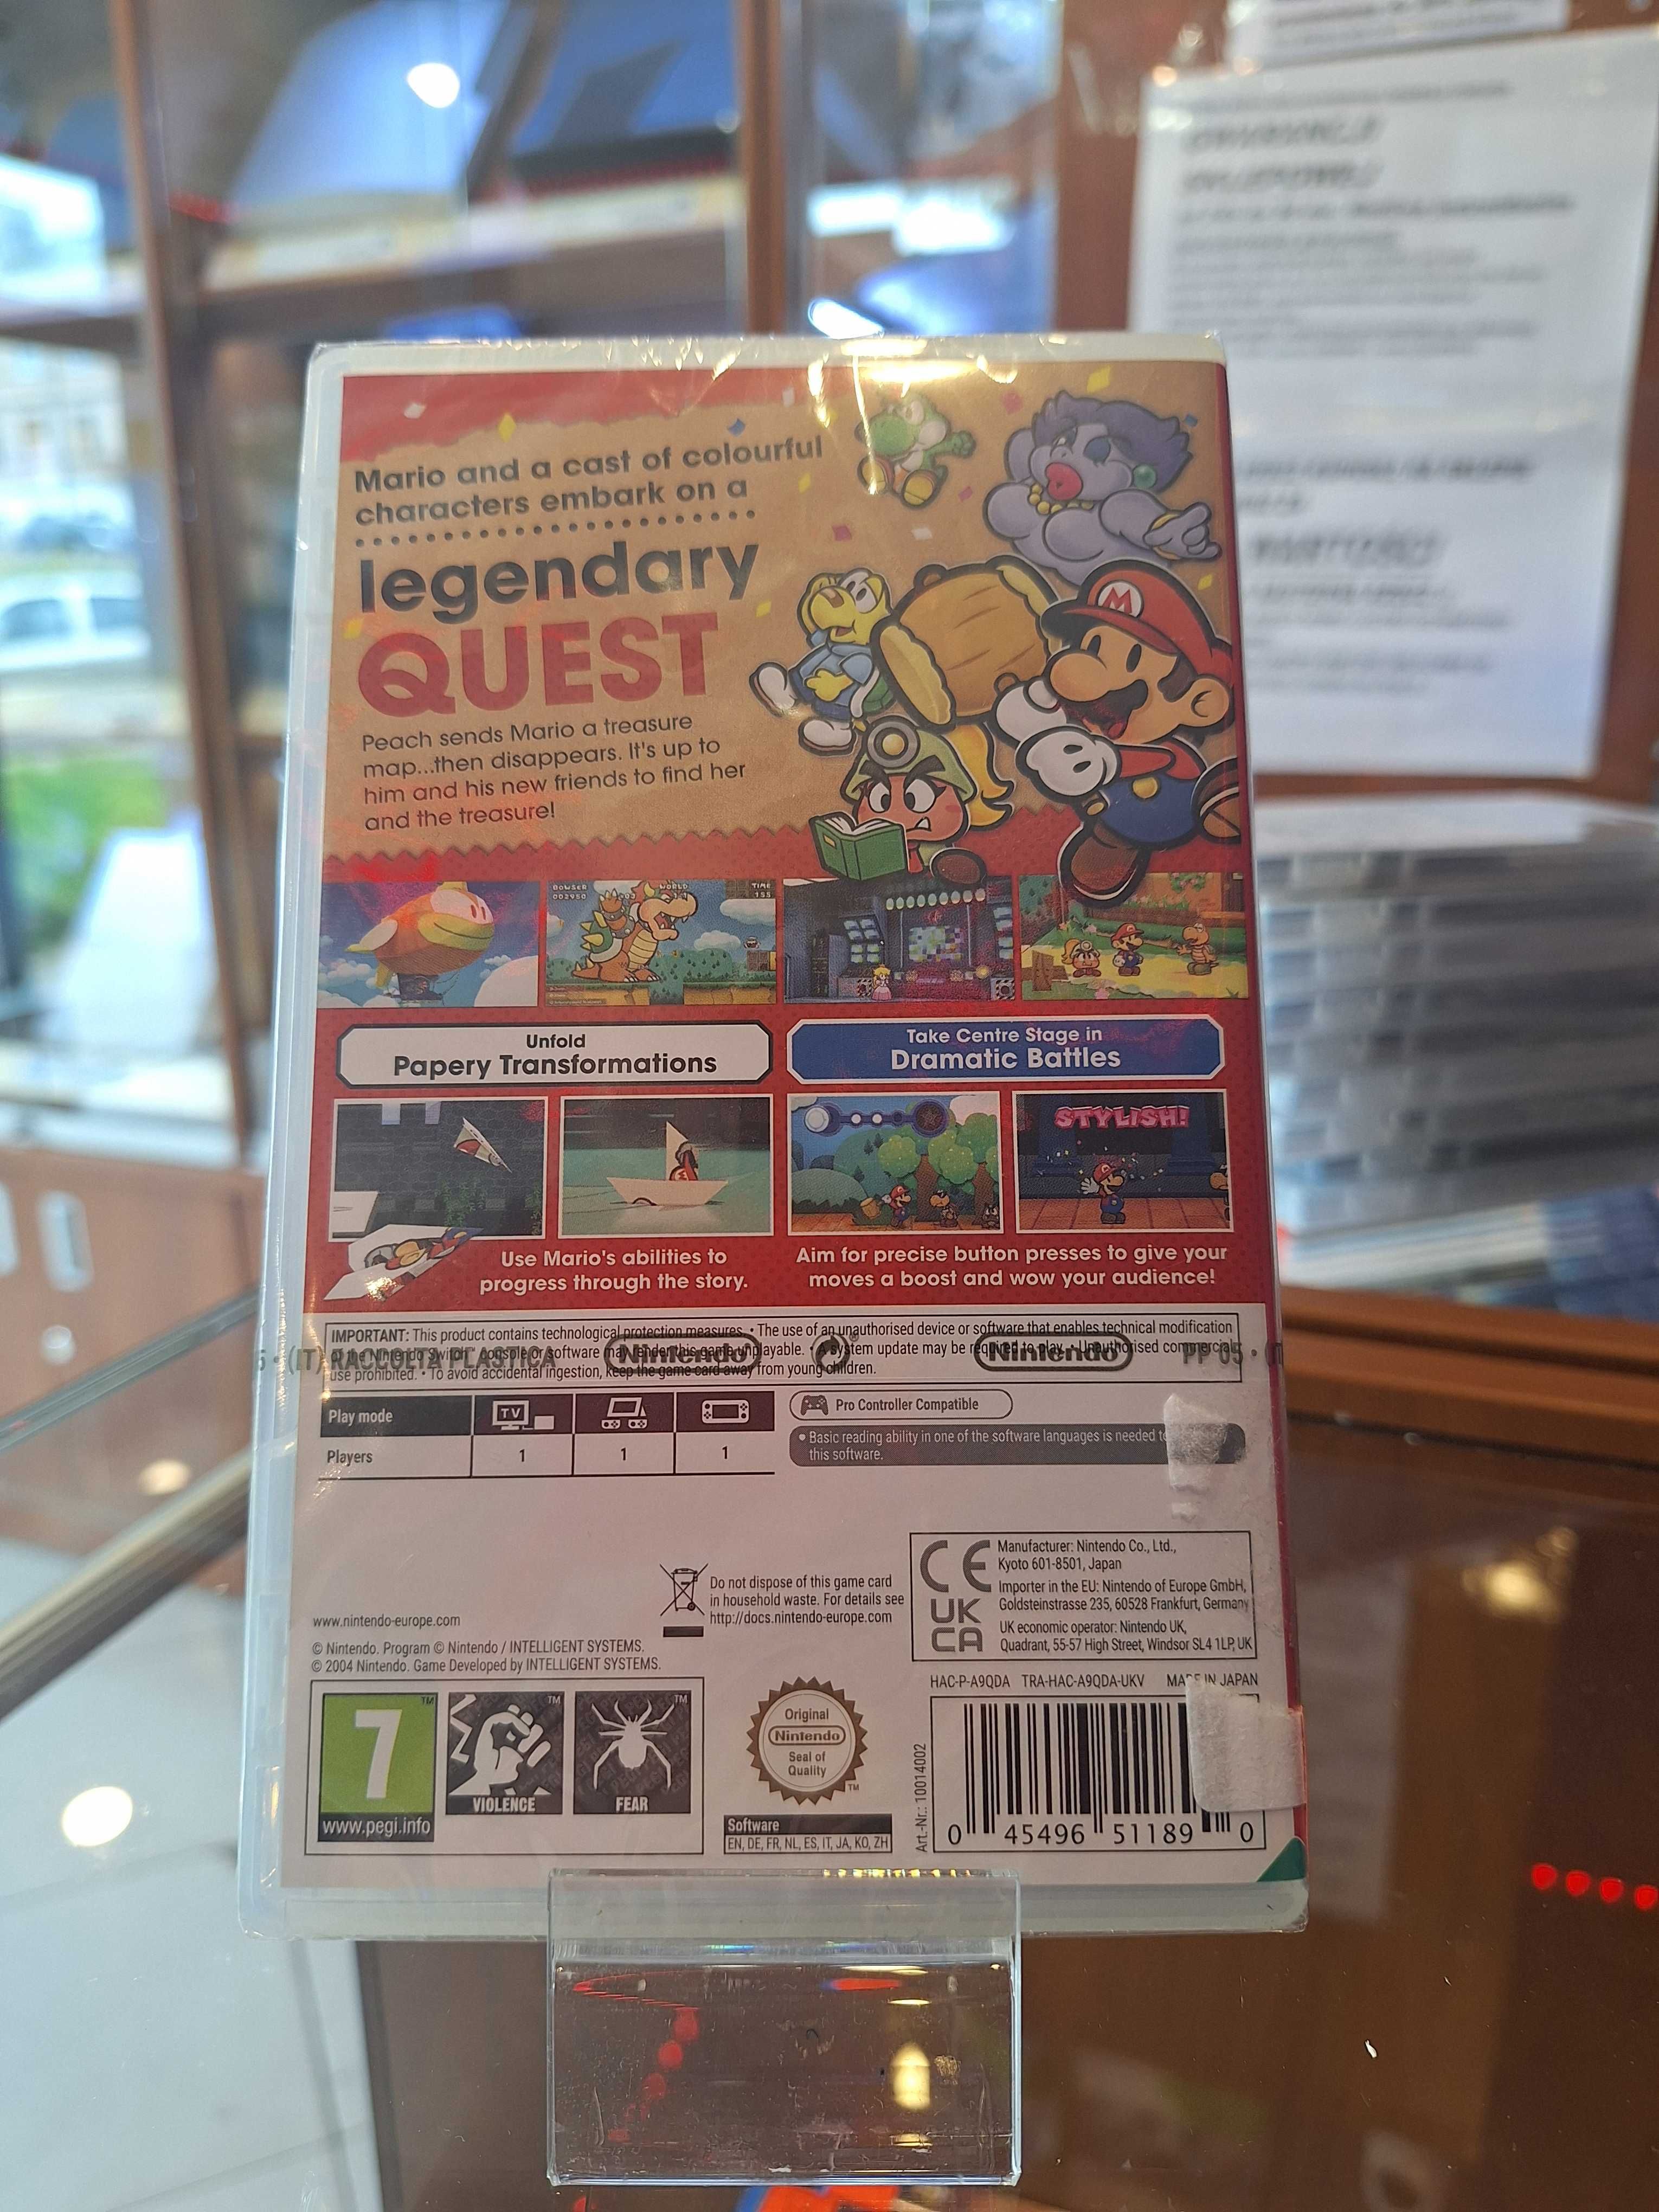 Mario and a cast of colourful
characters embark on a
legendary
QUEST
Peach sends Mario a treasure
map...then disappears. It's up to
him and his new friends to find her
and the treasure!
BOWSER
WORLD
TIME
155
Unfold
Papery Transformations
Take Centre Stage in
Dramatic Battles
STYLISH!
Use Mario's abilities to
progress through the story.
Aim for precise button presses to give your
moves a boost and wow your audience!
IMPORTANT: This product contains technological protection measures. • The use of an unauthorised device or software that enables technical modification
of the Nintendo Switch™ console or software may render this game unplayable. • A system update may be required to play. • Unauthorised commercial
use prohibited. • To avoid accidental ingestion, keep the game card away from young children.
(IT) RACCOLTA PLASTICA Nintendo Nintendo PP 05
Play mode
TV
Players 1 1 1
Pro Controller Compatible
• Basic reading ability in one of the software languages is needed
this software.
www.nintendo-europe.com
© Nintendo. Program © Nintendo / INTELLIGENT SYSTEMS.
© 2004 Nintendo. Game Developed by INTELLIGENT SYSTEMS.
Do not dispose of this game card
in household waste. For details see
http://docs.nintendo-europe.com
CE
UK
CA
Manufacturer: Nintendo Co., Ltd.,
Kyoto 601-8501, Japan
Importer in the EU: Nintendo of Europe GmbH,
Goldsteinstrasse 235, 60528 Frankfurt, Germany
UK economic operator: Nintendo UK,
Quadrant, 55-57 High Street, Windsor SL4 1LP, UK
HAC-P-A9QDA TRA-HAC-A9QDA-UKV MADE IN JAPAN
7
www.pegi.info
VIOLENCE
FEAR
Original
Nintendo
Seal of
Quality
Software
EN, DE, FR, NL, ES, IT, JA, KO, ZH
Art.-Nr.: 10014002
0 45496 51189 0